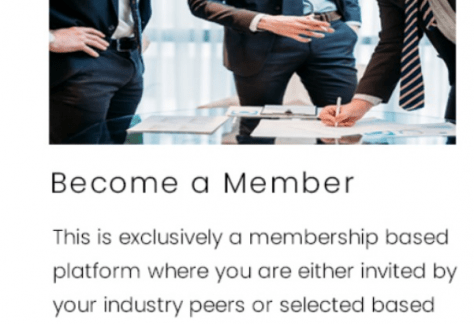 Become a Member
This is exclusively a membership based
platform where you are either invited by
your industry peers or selected based